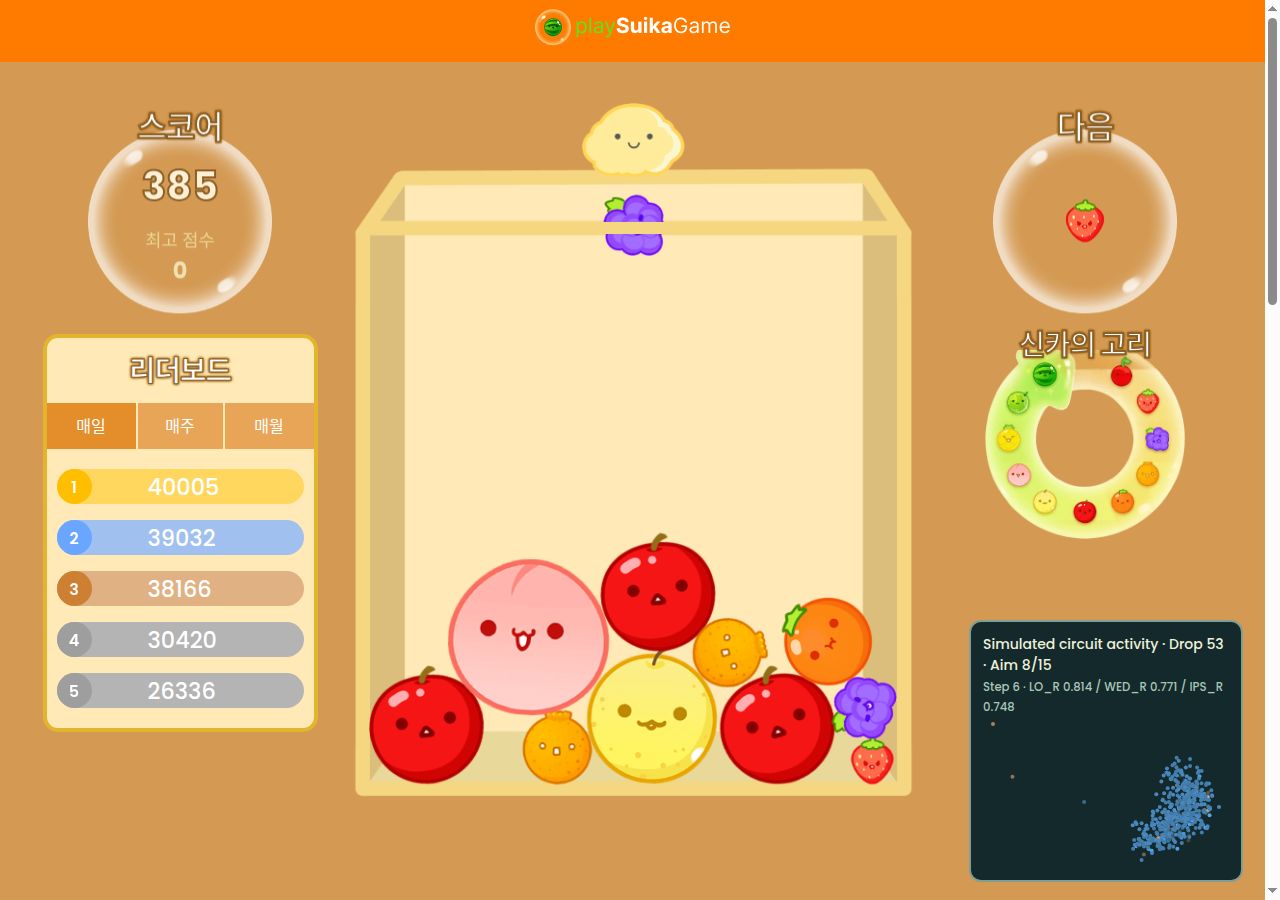 playSuikaGame
스코어
385
최고 점수
0
다음
리더보드
매일 매주 매월
1 40005
2 39032
3 38166
4 30420
5 26336
신카의 고리
Simulated circuit activity · Drop 53
· Aim 8/15
Step 6 · LO_R 0.814 / WED_R 0.771 / IPS_R
0.748